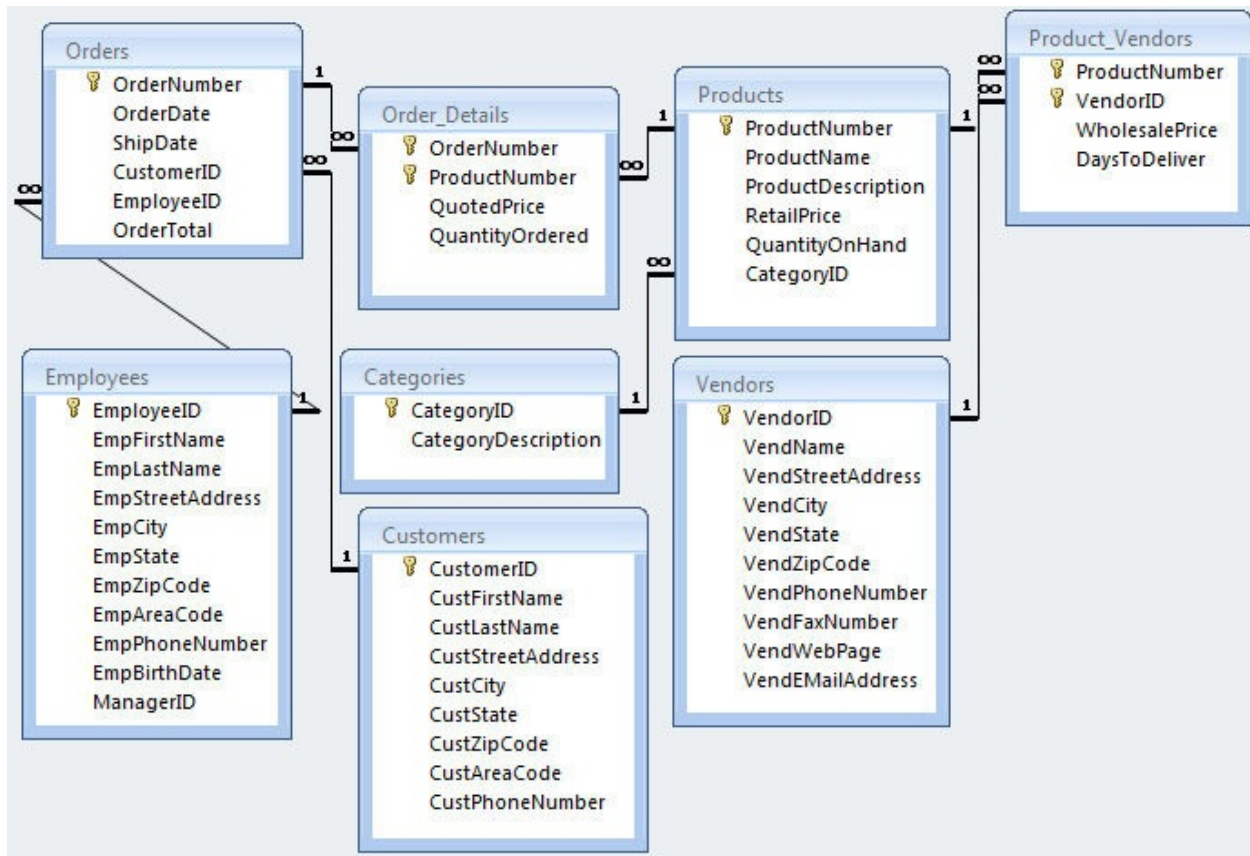 Orders
OrderNumber
OrderDate
ShipDate
CustomerID
EmployeeID
OrderTotal
1
∞
∞
∞
Order_Details
OrderNumber
ProductNumber
QuotedPrice
QuantityOrdered
1
∞
Products
ProductNumber
ProductName
ProductDescription
RetailPrice
QuantityOnHand
CategoryID
1
∞
Product_Vendors
ProductNumber
VendorID
WholesalePrice
DaysToDeliver
∞
∞
Employees
EmployeeID
EmpFirstName
EmpLastName
EmpStreetAddress
EmpCity
EmpState
EmpZipCode
EmpAreaCode
EmpPhoneNumber
EmpBirthDate
ManagerID
1
Categories
CategoryID
CategoryDescription
1
Customers
CustomerID
CustFirstName
CustLastName
CustStreetAddress
CustCity
CustState
CustZipCode
CustAreaCode
CustPhoneNumber
1
Vendors
VendorID
VendName
VendStreetAddress
VendCity
VendState
VendZipCode
VendPhoneNumber
VendFaxNumber
VendWebPage
VendEMailAddress
1